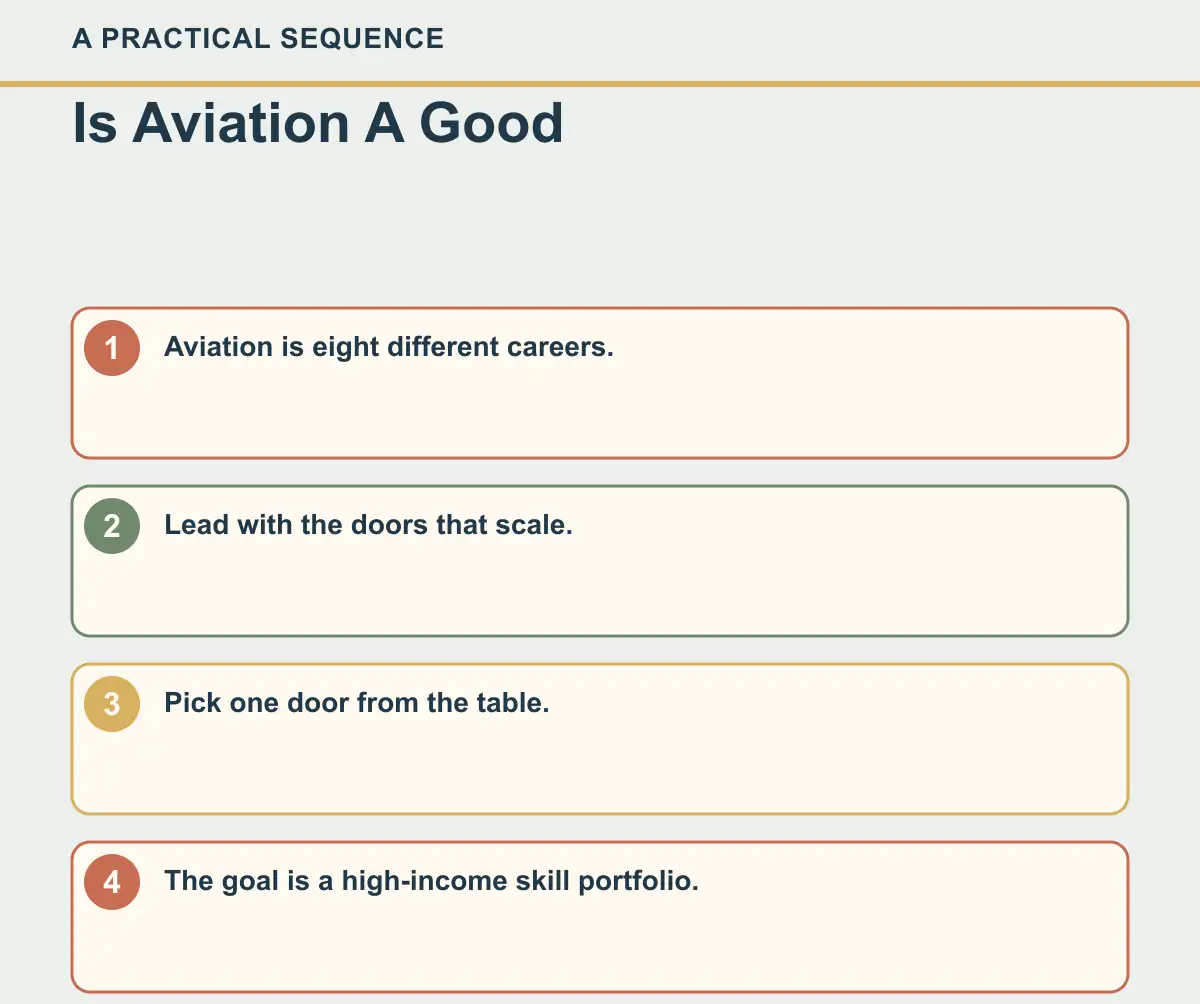 A PRACTICAL SEQUENCE
Is Aviation A Good
1
Aviation is eight different careers.
2
Lead with the doors that scale.
3
Pick one door from the table.
4
The goal is a high-income skill portfolio.